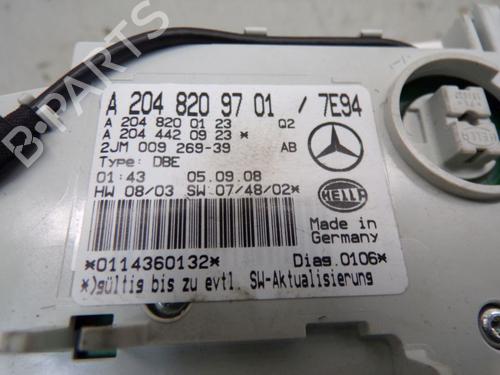 A 204 820 97 01 / 7E94
A 204 820 01 23 Q2
A 204 442 09 23 *
2JM 009 269-39 AB
Type: DBE
01:43 05.09.08
HW 08/03 SW 07/48/02*
HELLA
Made in
Germany
*0114360132* Diag.0106*
*)gültig bis zu evtl. SW-Aktualisierung